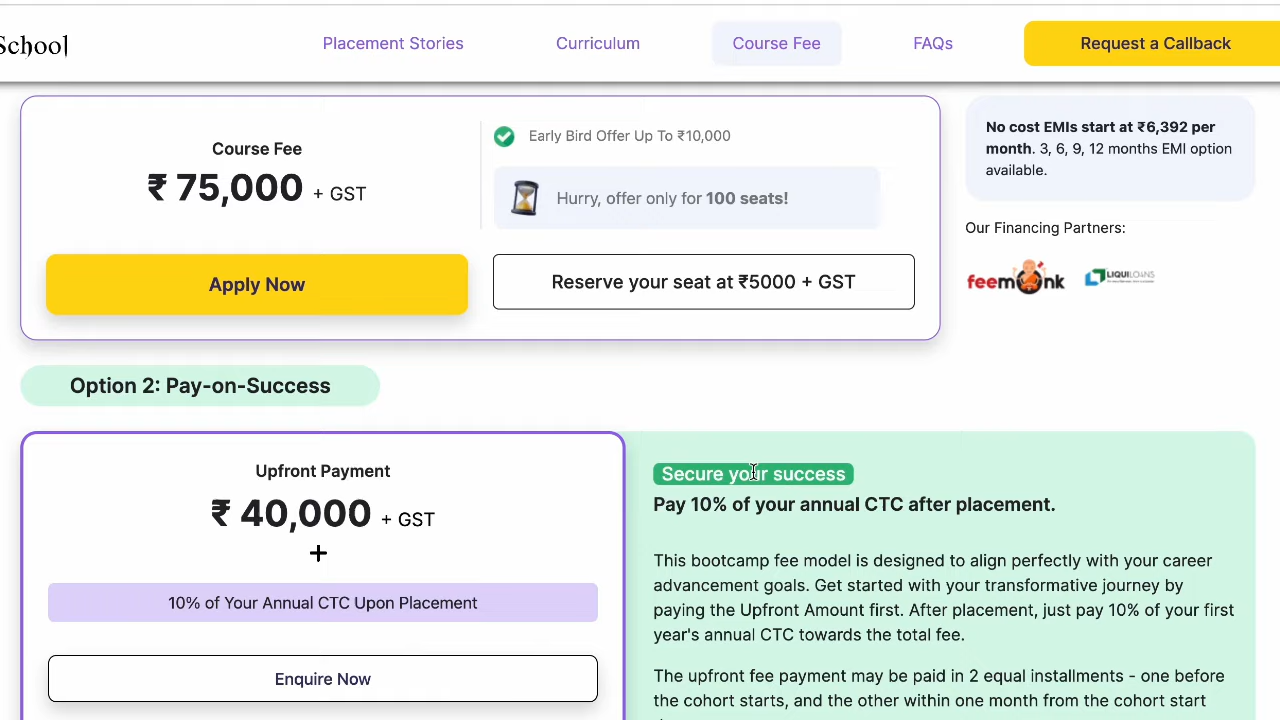 School
Placement Stories
Curriculum
Course Fee
FAQs
Request a Callback
Course Fee
₹ 75,000 + GST
Early Bird Offer Up To ₹10,000
Hurry, offer only for 100 seats!
Apply Now
Reserve your seat at ₹5000 + GST
No cost EMIs start at ₹6,392 per
month. 3, 6, 9, 12 months EMI option
available.
Our Financing Partners:
feemonk
LIQUILOANS
Option 2: Pay-on-Success
Upfront Payment
₹ 40,000 + GST
+
10% of Your Annual CTC Upon Placement
Enquire Now
Secure your success
Pay 10% of your annual CTC after placement.
This bootcamp fee model is designed to align perfectly with your career
advancement goals. Get started with your transformative journey by
paying the Upfront Amount first. After placement, just pay 10% of your first
year's annual CTC towards the total fee.
The upfront fee payment may be paid in 2 equal installments - one before
the cohort starts, and the other within one month from the cohort start